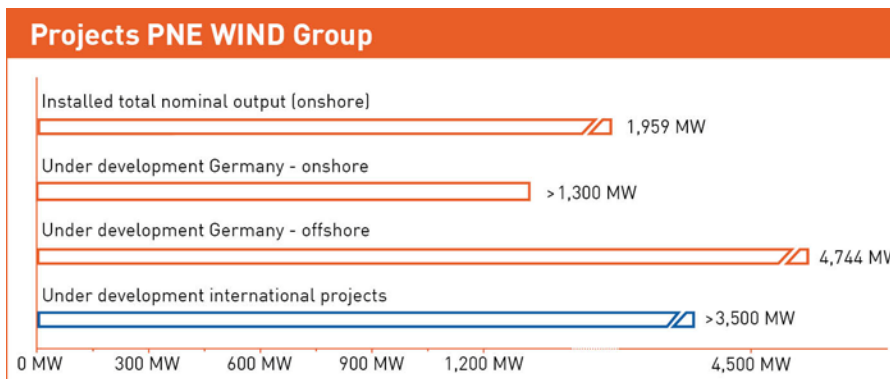 Projects PNE WIND Group
Installed total nominal output (onshore)
1,959 MW
Under development Germany - onshore
>1,300 MW
Under development Germany - offshore
4,744 MW
Under development international projects
>3,500 MW
0 MW 300 MW 600 MW 900 MW 1,200 MW 4,500 MW